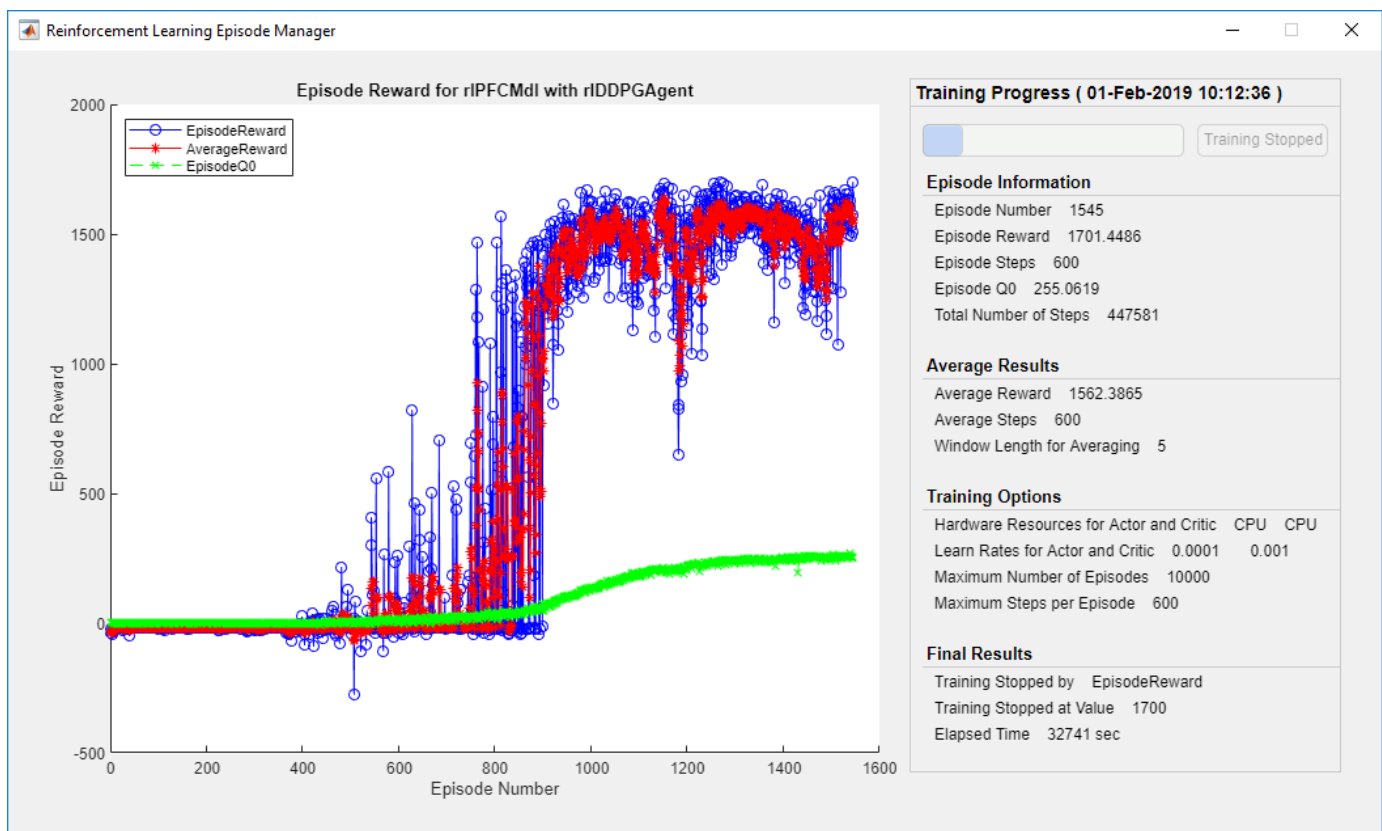 Reinforcement Learning Episode Manager
Episode Reward for rlPFCMdl with rlDDPGAgent
2000
1500
1000
500
0
-500
EpisodeReward
AverageReward
EpisodeQ0
Episode Reward
0 200 400 600 800 1000 1200 1400 1600
Episode Number
Training Progress ( 01-Feb-2019 10:12:36 )
Training Stopped
Episode Information
Episode Number 1545
Episode Reward 1701.4486
Episode Steps 600
Episode Q0 255.0619
Total Number of Steps 447581
Average Results
Average Reward 1562.3865
Average Steps 600
Window Length for Averaging 5
Training Options
Hardware Resources for Actor and Critic CPU CPU
Learn Rates for Actor and Critic 0.0001 0.001
Maximum Number of Episodes 10000
Maximum Steps per Episode 600
Final Results
Training Stopped by EpisodeReward
Training Stopped at Value 1700
Elapsed Time 32741 sec